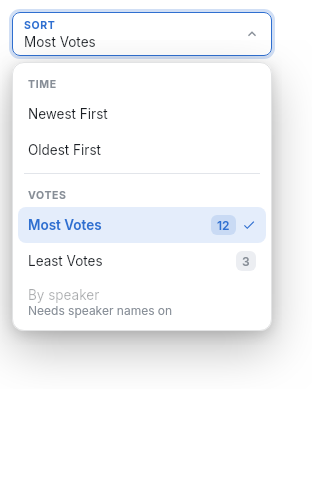 SORT
Most Votes
TIME
Newest First
Oldest First
VOTES
Most Votes 12
Least Votes 3
By speaker
Needs speaker names on